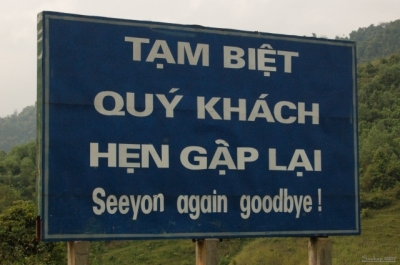 TẠM BIỆT
QUÝ KHÁCH
HẸN GẶP LẠI
Seeyon again goodbye !